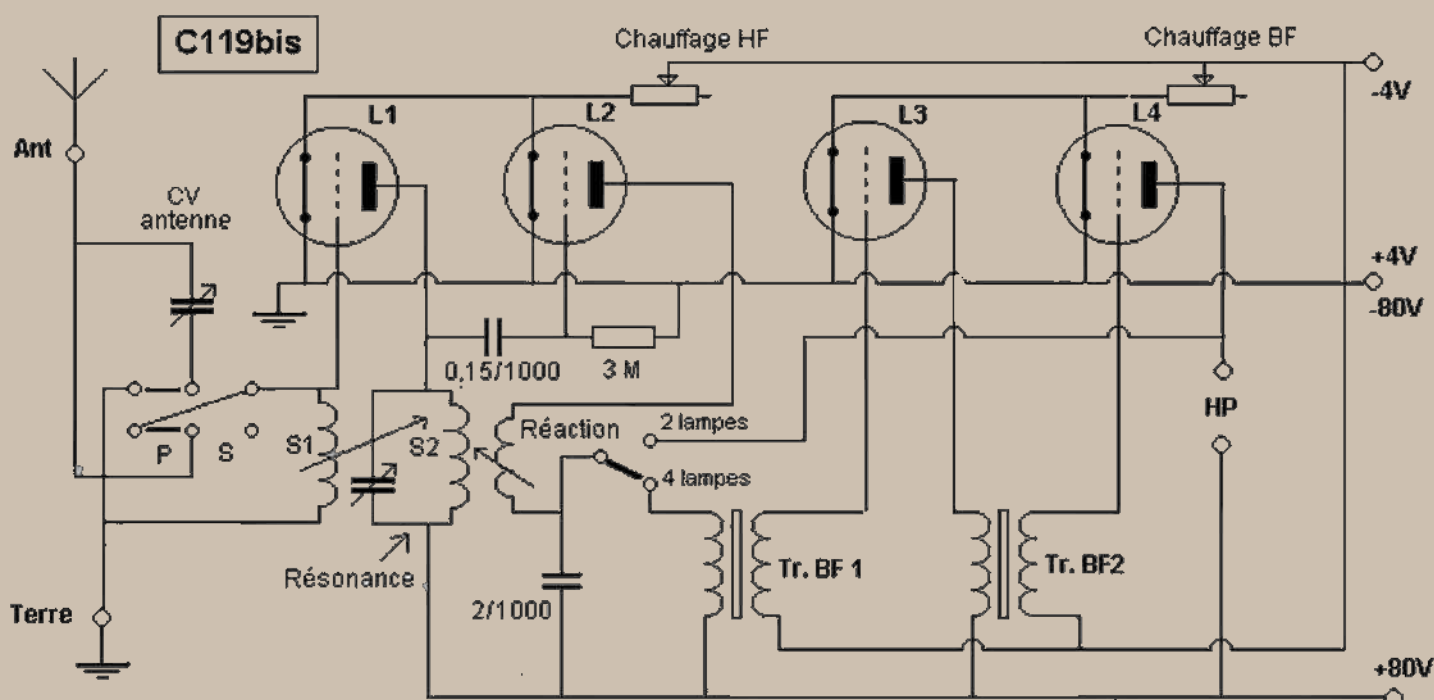 C119bis
Chauffage HF
Chauffage BF
-4V
L1
L2
L3
L4
Ant
CV
antenne
+4V
-80V
0,15/1000
3 M
HP
P
S
S1
S2
Réaction
2 lampes
4 lampes
Résonance
Tr. BF 1
Tr. BF2
2/1000
Terre
+80V